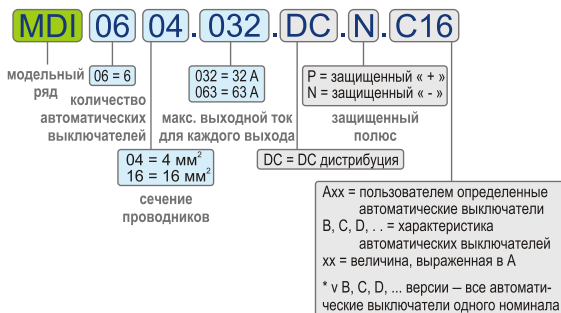 MDI 06 04 . 032 . DC . N . C16
модельный
ряд
06 = 6
количество
автоматических
выключателей
04 = 4 мм²
16 = 16 мм²
сечение
проводников
032 = 32 A
063 = 63 A
макс. выходной ток
для каждого выхода
DC = DC дистрибуция
P = защищенный « + »
N = защищенный « - »
защищенный
полюс
Axx = пользователем определенные
автоматические выключатели
B, C, D, . . = характеристика
автоматических выключателей
xx = величина, выраженная в А
* v B, C, D, ... версии – все автомати-
ческие выключатели одного номинала